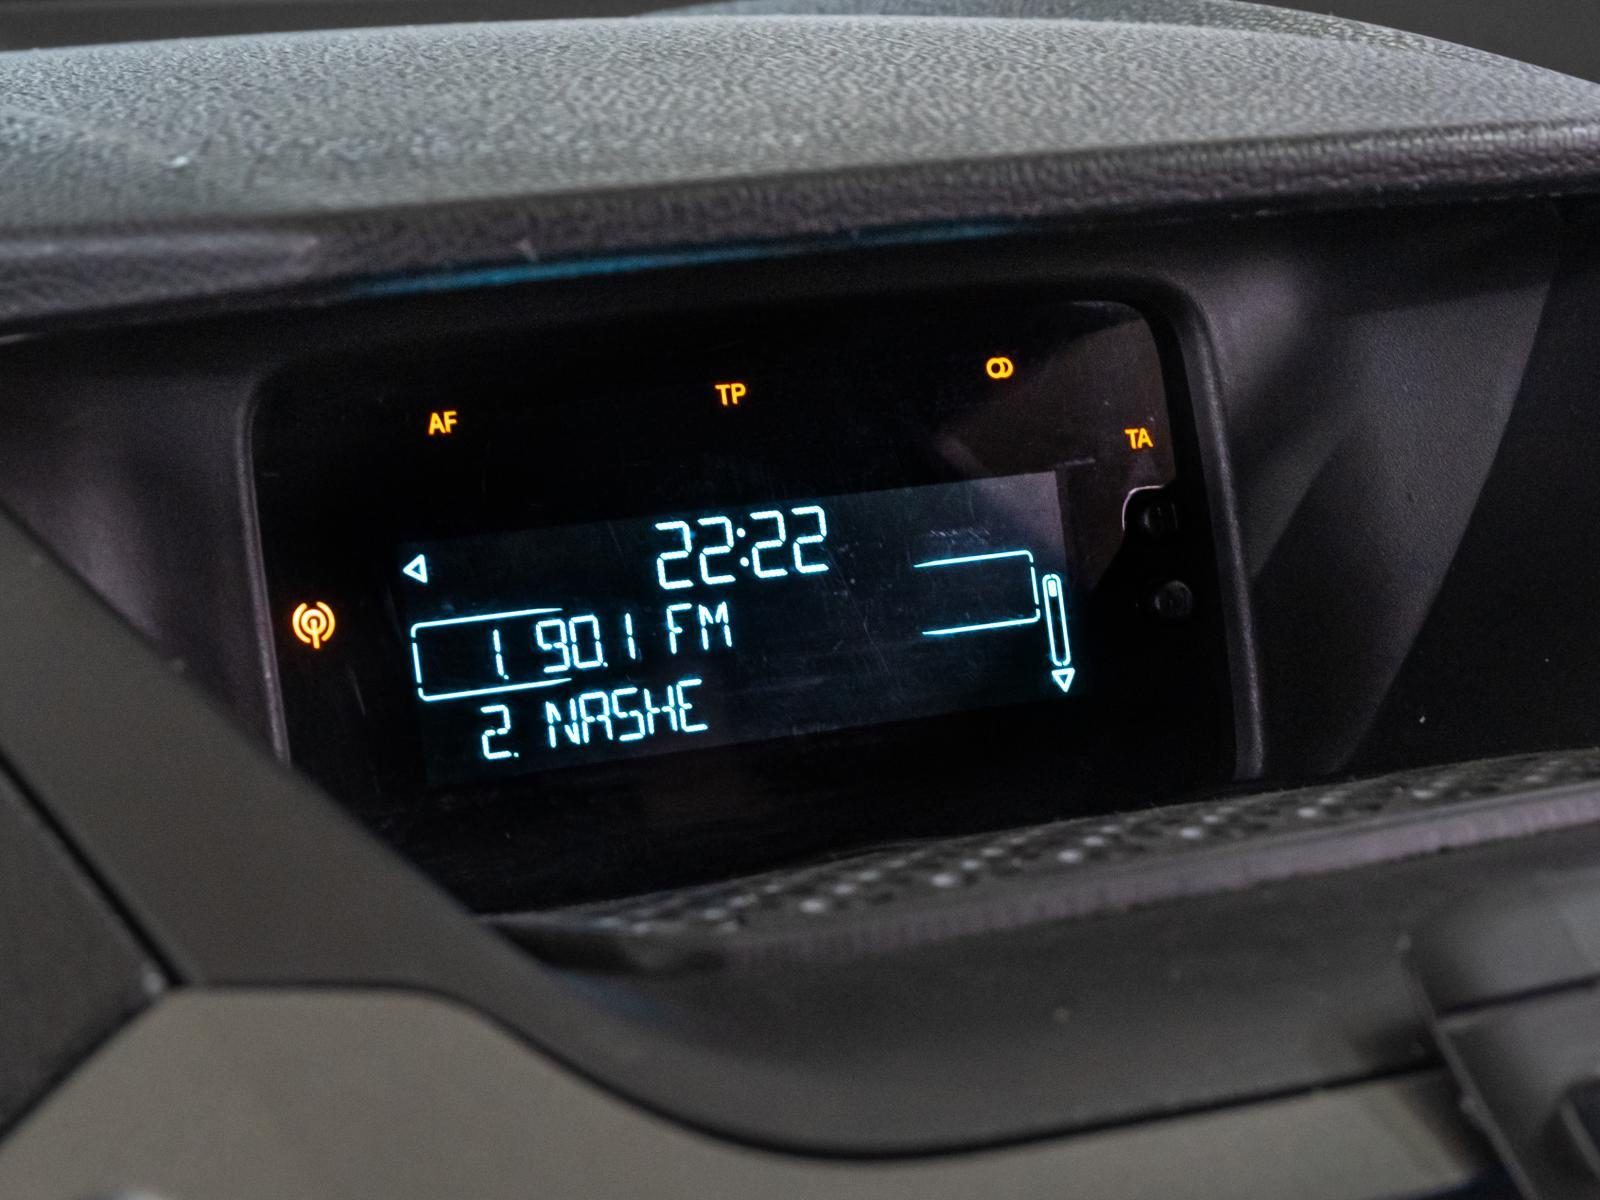 AF TP TA
22:22
1. 90.1 FM
2. NASHE